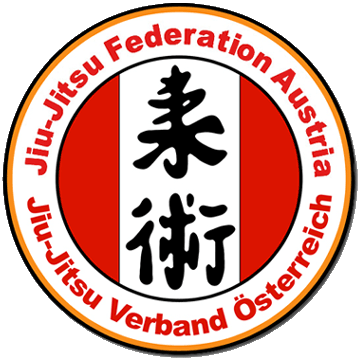 Jiu-Jitsu Federation Austria
柔術
Jiu-Jitsu Verband Österreich